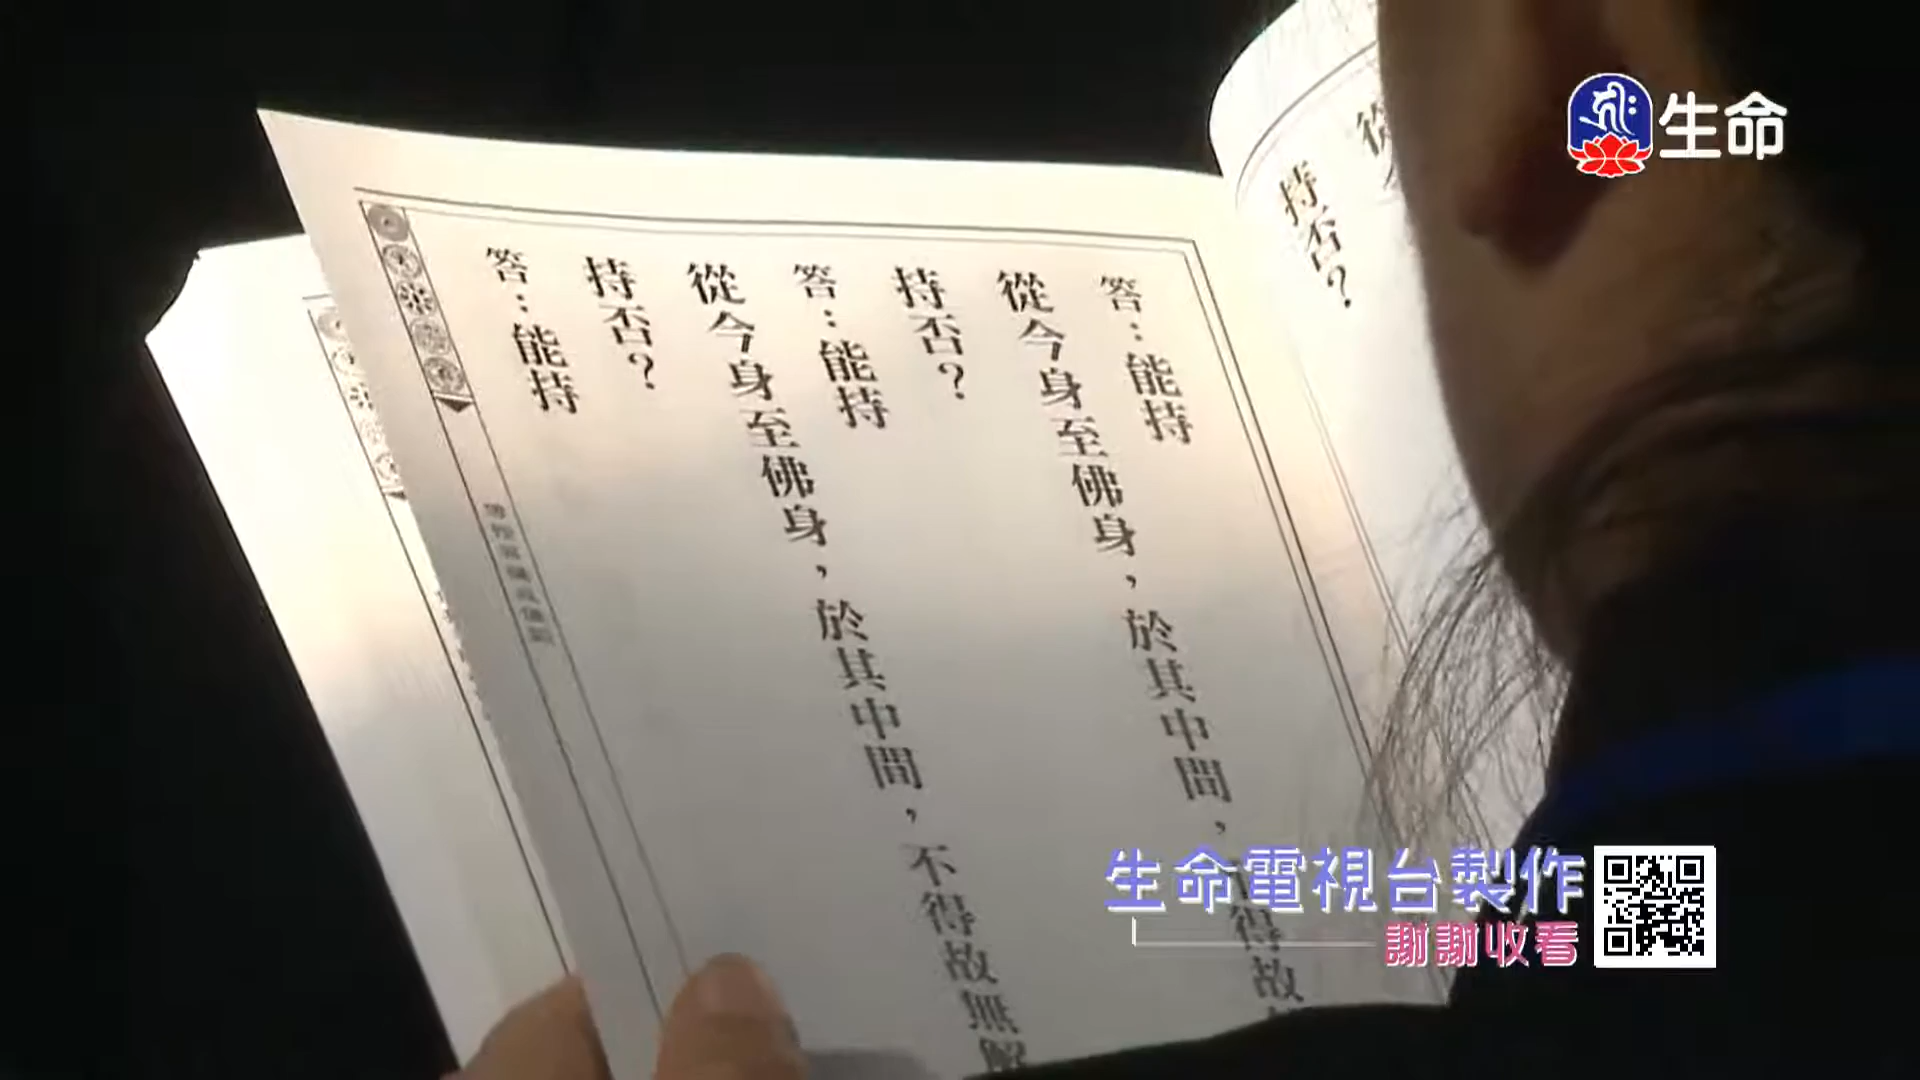 生命
持否？
答：能持
從今身至佛身，於其中間，不得故
持否？
答：能持
從今身至佛身，於其中間，不得故無解
持否？
答：能持
生命電視台製作
謝謝收看